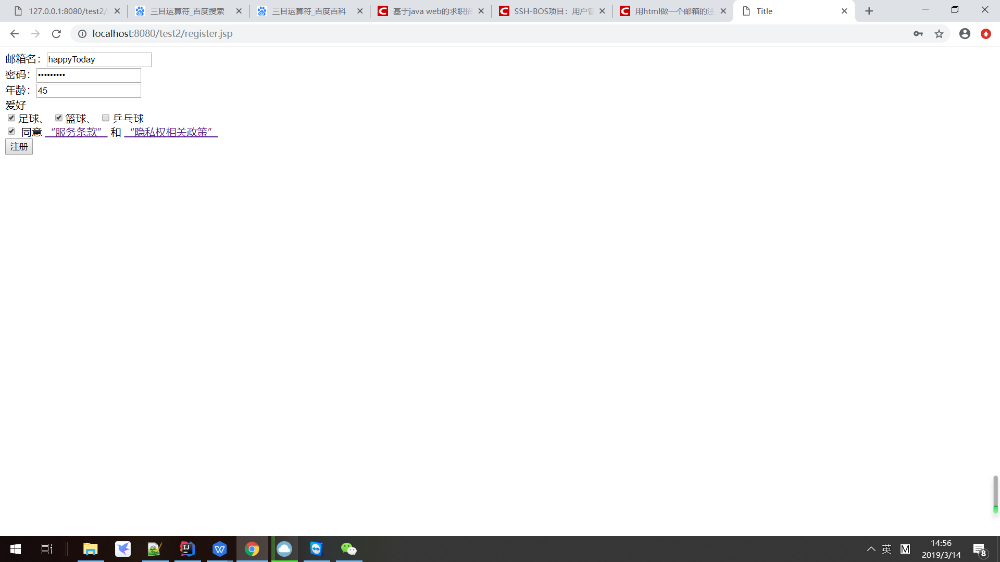 127.0.0.1:8080/test2/
三目运算符_百度搜索
三目运算符_百度百科
基于java web的求职招
SSH-BOS项目：用户管
用html做一个邮箱的注
Title
localhost:8080/test2/register.jsp
邮箱名：happyToday
密码：•••••••••
年龄：45
爱好
足球、 篮球、 乒乓球
同意 “服务条款” 和 “隐私权相关政策”
注册
英 M
14:56
2019/3/14
8